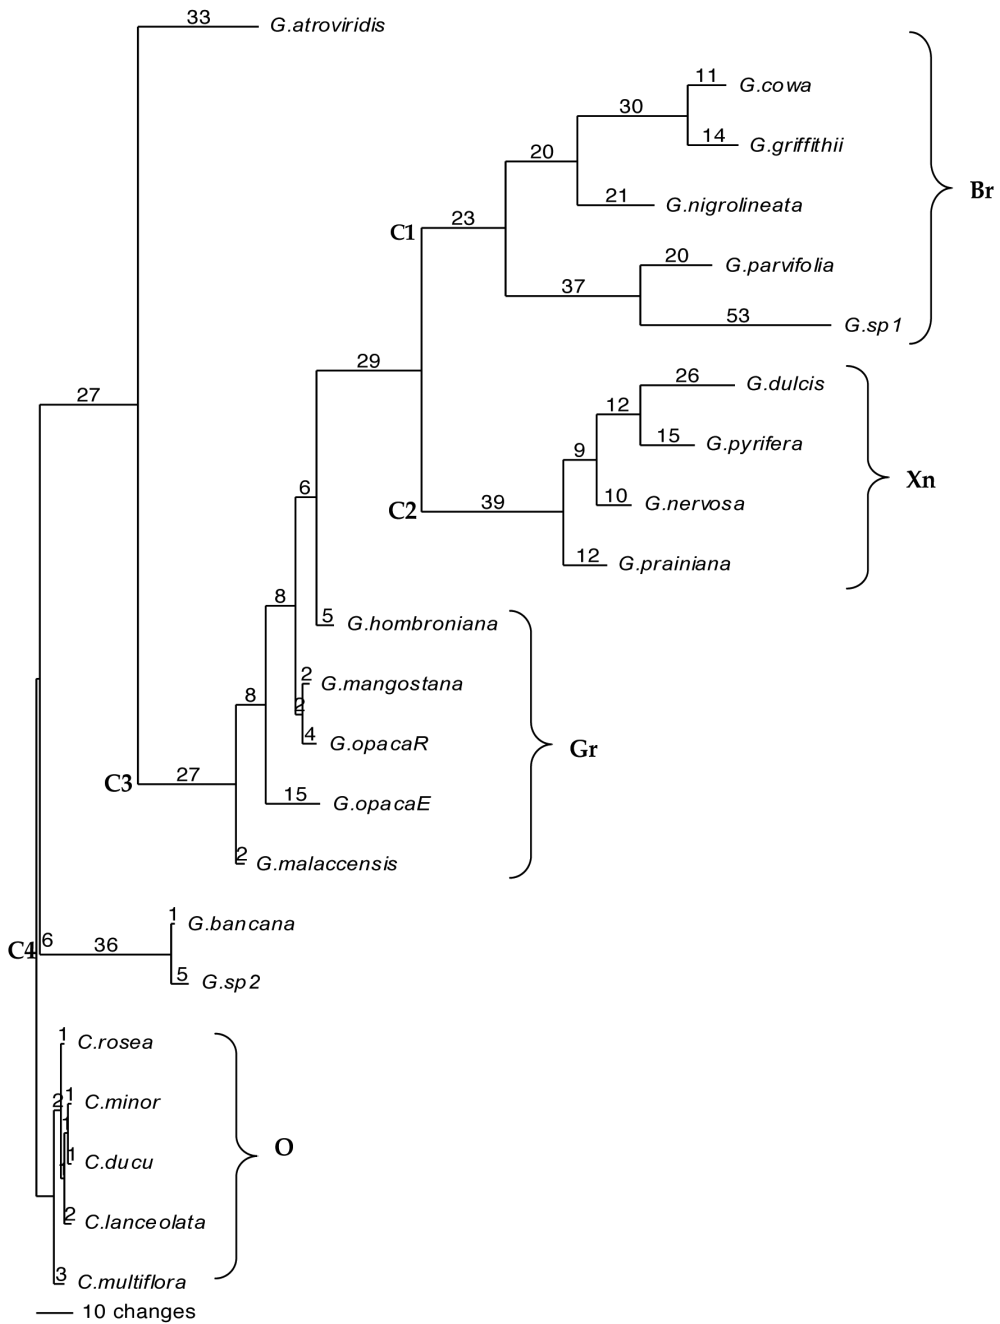 33
G.atroviridis
11
G.cowa
30
14
G.griffithii
20
21
G.nigrolineata
Br
C1
23
20
G.parvifolia
37
53
G.sp1
29
26
G.dulcis
27
12
15
G.pyrifera
9
Xn
6
10
G.nervosa
C2
39
12
G.prainiana
8
5
G.hombroniana
2
G.mangostana
8
2
4
G.opacaR
Gr
C3
27
15
G.opacaE
2
G.malaccensis
1
G.bancana
C4
6
36
5
G.sp2
1
C.rosea
2
1
C.minor
1
O
1
C.ducu
2
C.lanceolata
3
C.multiflora
10 changes